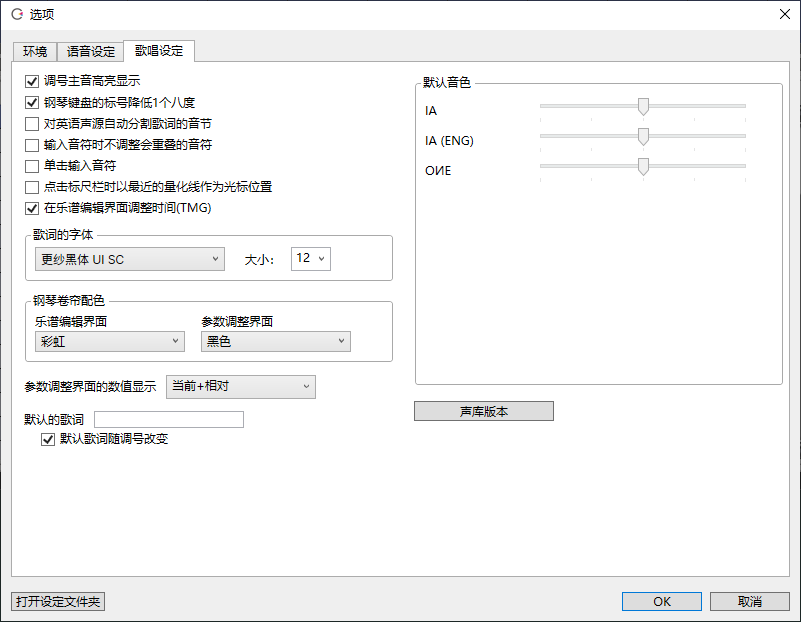 选项
环境 语音设定 歌唱设定
调号主音高亮显示
钢琴键盘的标号降低1个八度
对英语声源自动分割歌词的音节
输入音符时不调整会重叠的音符
单击输入音符
点击标尺栏时以最近的量化线作为光标位置
在乐谱编辑界面调整时间(TMG)
歌词的字体
更纱黑体 UI SC 大小: 12
钢琴卷帘配色
乐谱编辑界面 参数调整界面
彩虹 黑色
参数调整界面的数值显示 当前+相对
默认的歌词
默认歌词随调号改变
默认音色
IA
IA (ENG)
OИE
声库版本
打开设定文件夹 OK 取消